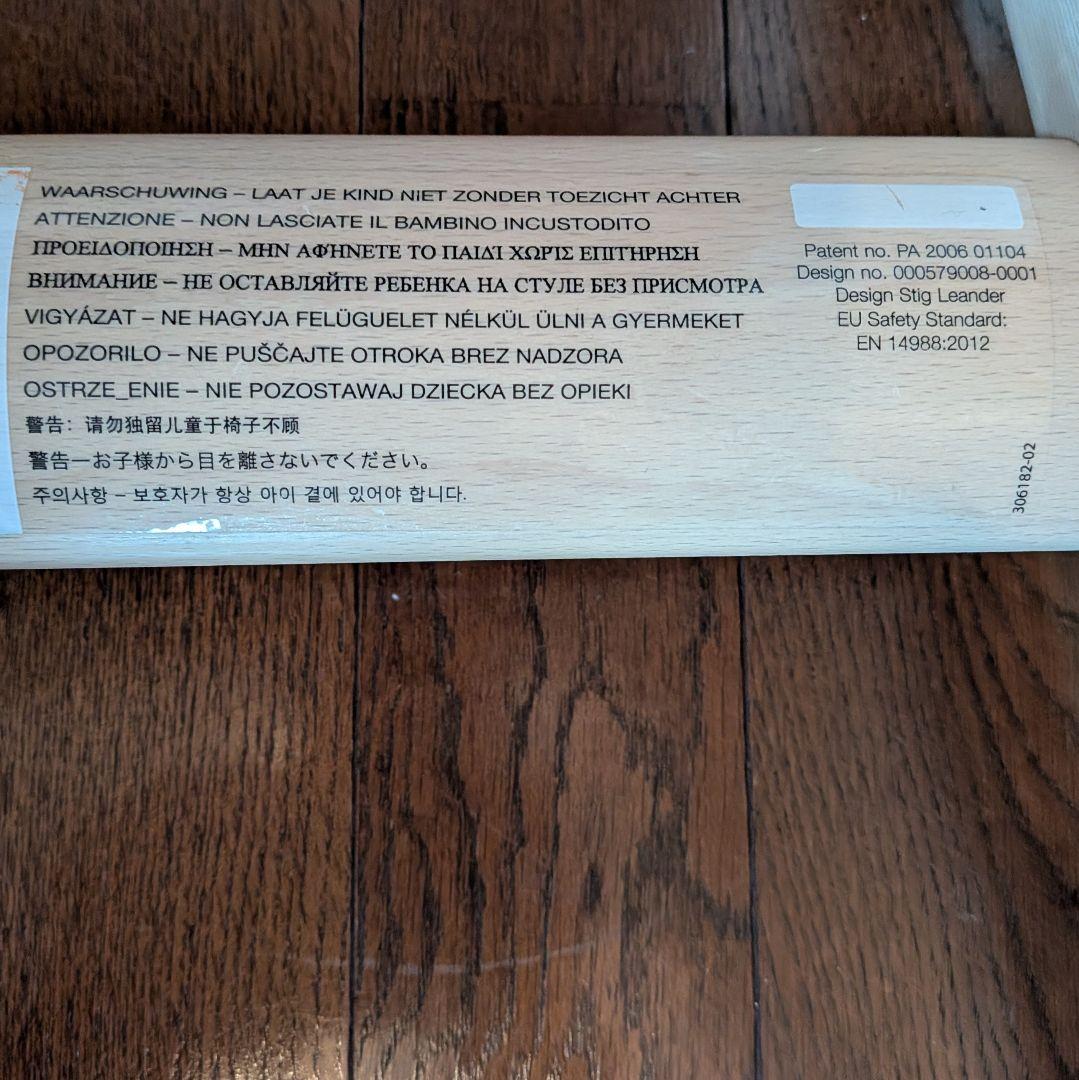 WAARSCHUWING – LAAT JE KIND NIET ZONDER TOEZICHT ACHTER
ATTENZIONE – NON LASCIATE IL BAMBINO INCUSTODITO
ΠΡΟΕΙΔΟΠΟΙΗΣΗ – ΜΗΝ ΑΦΉΝΕΤΕ ΤΟ ΠΑΙΔΊ ΧΩΡΊΣ ΕΠΙΤΗΡΗΣΗ
ВНИМАНИЕ – НЕ ОСТАВЛЯЙТЕ РЕБЕНКА НА СТУЛЕ БЕЗ ПРИСМОТРА
VIGYÁZAT – NE HAGYJA FELÜGUELET NÉLKÜL ÜLNI A GYERMEKET
OPOZORILO – NE PUŠČAJTE OTROKA BREZ NADZORA
OSTRZE_ENIE – NIE POZOSTAWAJ DZIECKA BEZ OPIEKI
警告：请勿独留儿童于椅子不顾
警告ーお子様から目を離さないでください。
주의사항 – 보호자가 항상 아이 곁에 있어야 합니다.
Patent no. PA 2006 01104
Design no. 000579008-0001
Design Stig Leander
EU Safety Standard:
EN 14988:2012
306182-02